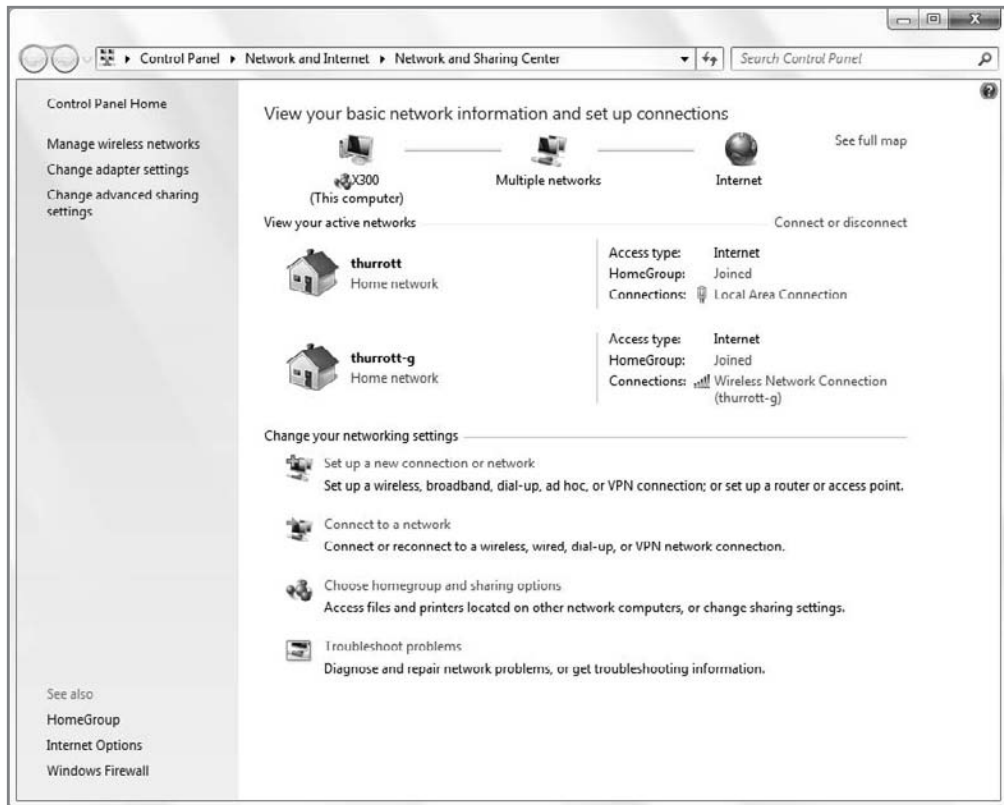 Control Panel ▸ Network and Internet ▸ Network and Sharing Center
Search Control Panel
Control Panel Home
Manage wireless networks
Change adapter settings
Change advanced sharing
settings
See also
HomeGroup
Internet Options
Windows Firewall
View your basic network information and set up connections
See full map
X300
(This computer)
Multiple networks
Internet
View your active networks
Connect or disconnect
thurrott
Home network
Access type: Internet
HomeGroup: Joined
Connections: Local Area Connection
thurrott-g
Home network
Access type: Internet
HomeGroup: Joined
Connections: Wireless Network Connection
(thurrott-g)
Change your networking settings
Set up a new connection or network
Set up a wireless, broadband, dial-up, ad hoc, or VPN connection; or set up a router or access point.
Connect to a network
Connect or reconnect to a wireless, wired, dial-up, or VPN network connection.
Choose homegroup and sharing options
Access files and printers located on other network computers, or change sharing settings.
Troubleshoot problems
Diagnose and repair network problems, or get troubleshooting information.